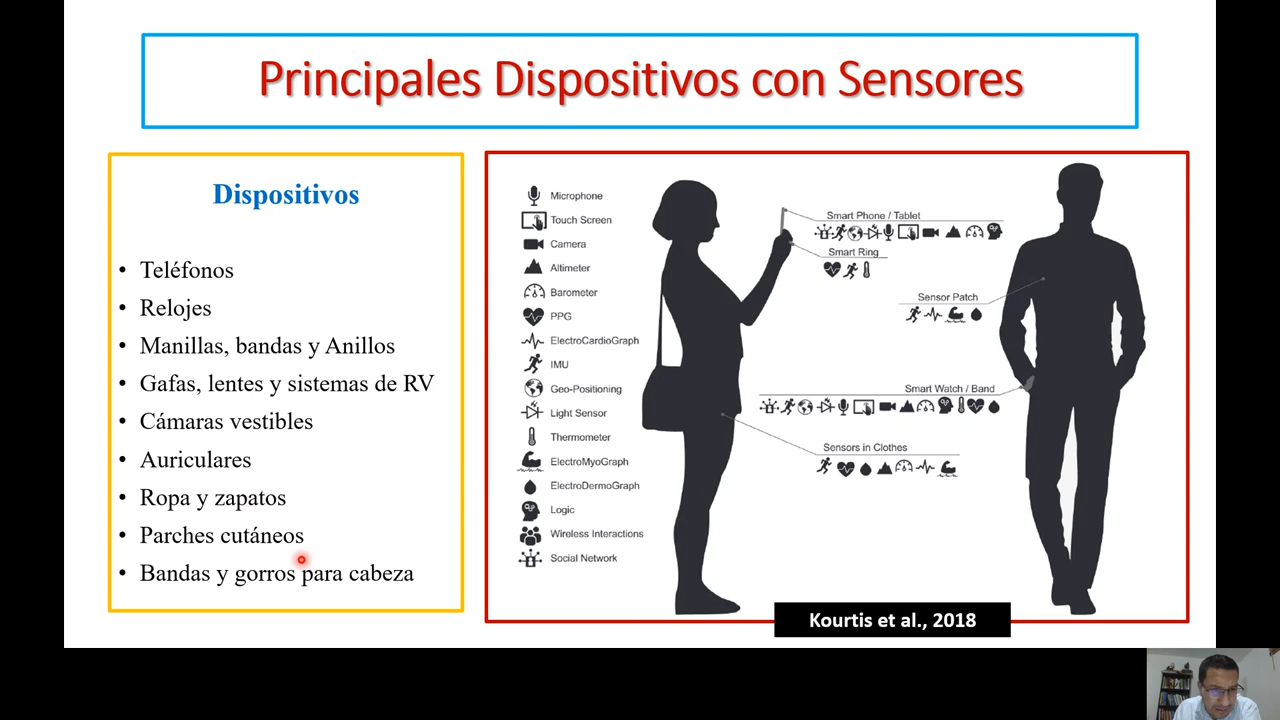 Principales Dispositivos con Sensores
Dispositivos
• Teléfonos
• Relojes
• Manillas, bandas y Anillos
• Gafas, lentes y sistemas de RV
• Cámaras vestibles
• Auriculares
• Ropa y zapatos
• Parches cutáneos
• Bandas y gorros para cabeza
Microphone
Touch Screen
Camera
Altimeter
Barometer
PPG
ElectroCardioGraph
IMU
Geo-Positioning
Light Sensor
Thermometer
ElectroMyoGraph
ElectroDermoGraph
Logic
Wireless Interactions
Social Network
Smart Phone / Tablet
Smart Ring
Sensor Patch
Smart Watch / Band
Sensors in Clothes
Kourtis et al., 2018